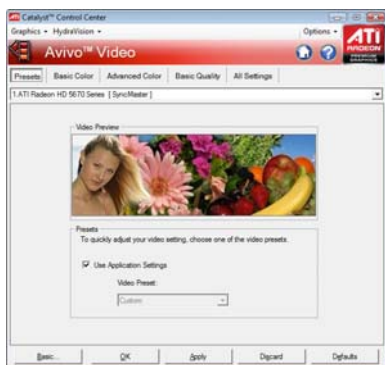 ATI Catalyst™ Control Center
Graphics HydraVision Options
Avivo™ Video
ATI
RADEON
PREMIUM
GRAPHICS
Presets Basic Color Advanced Color Basic Quality All Settings
1.ATI Radeon HD 5670 Series [ SyncMaster ]
Video Preview
Presets
To quickly adjust your video setting, choose one of the video presets.
Use Application Settings
Video Preset:
Custom
Basic... OK Apply Discard Defaults